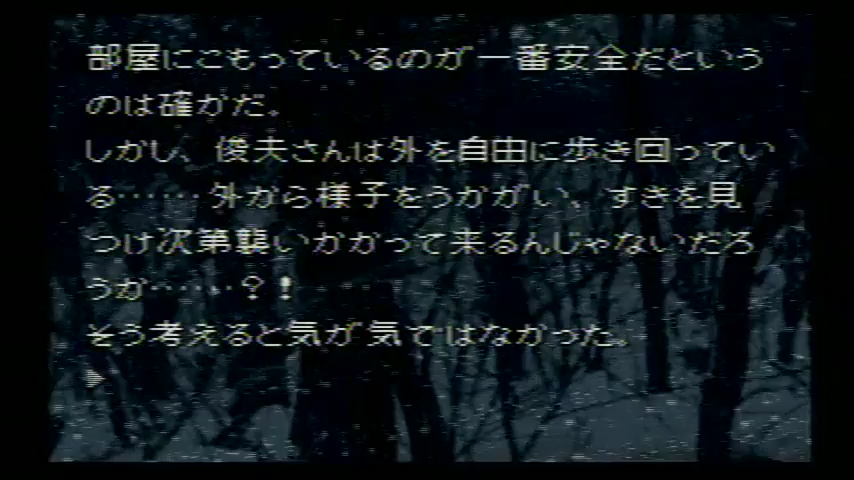 部屋にこもっているのが一番安全だという
のは確かだ。
しかし、俊夫さんは外を自由に歩き回ってい
る……外から様子をうかがい、すきを見
つけ次第襲いかかって来るんじゃないだろ
うか……？！
そう考えると気が気ではなかった。